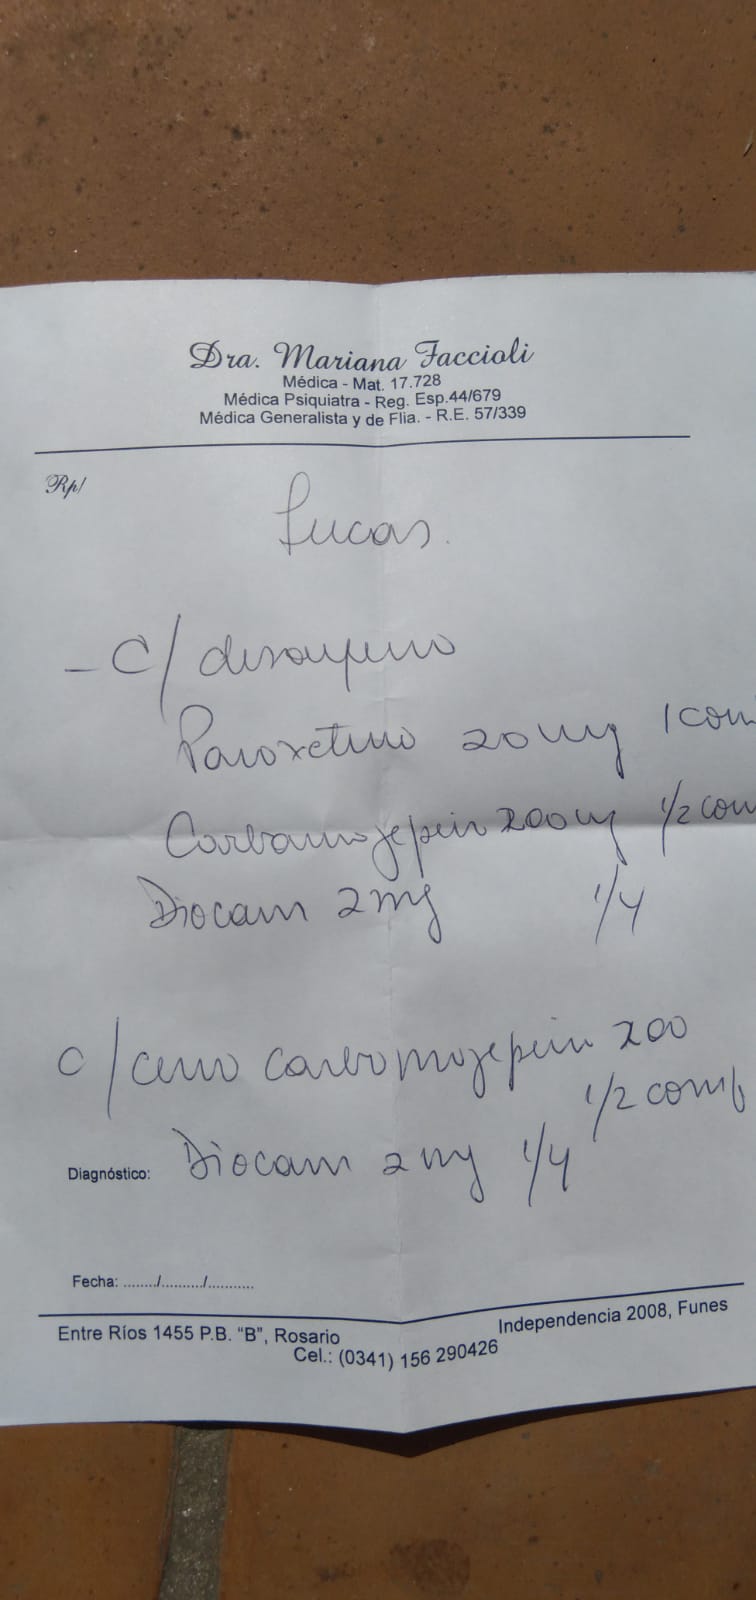 Dra. Mariana Faccioli
Médica - Mat. 17.728
Médica Psiquiatra - Reg. Esp.44/679
Médica Generalista y de Flia. - R.E. 57/339
Rp/
Lucas.
- C/ desayuno
Paroxetina 20 mg 1 com
Carbamazepin 200 mg 1/2 com
Diocam 2 mg 1/4
C/ cena carbamazepin 200
1/2 comp
Diagnóstico: Diocam 2 mg 1/4
Fecha: ......../........./...........
Entre Ríos 1455 P.B. “B”, Rosario
Independencia 2008, Funes
Cel.: (0341) 156 290426